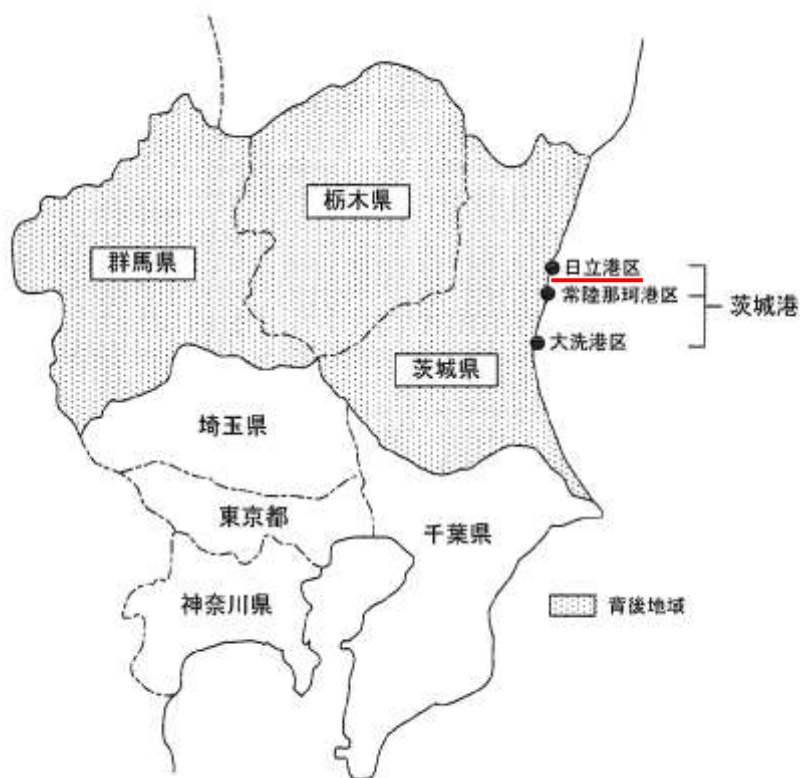 栃木県
群馬県
日立港区
常陸那珂港区
茨城港
大洗港区
茨城県
埼玉県
東京都
千葉県
神奈川県
背後地域